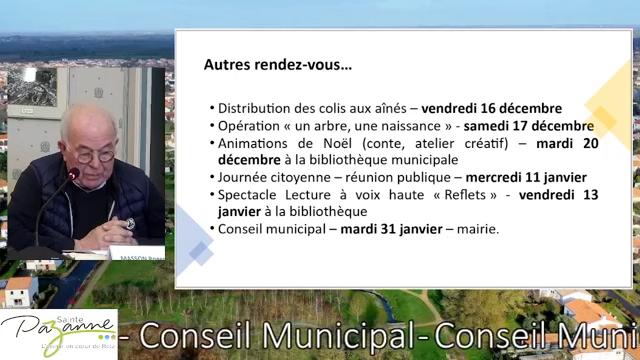 Autres rendez-vous...
• Distribution des colis aux aînés – vendredi 16 décembre
• Opération « un arbre, une naissance » - samedi 17 décembre
• Animations de Noël (conte, atelier créatif) – mardi 20
décembre à la bibliothèque municipale
• Journée citoyenne – réunion publique – mercredi 11 janvier
• Spectacle Lecture à voix haute « Reflets » - vendredi 13
janvier à la bibliothèque
• Conseil municipal – mardi 31 janvier – mairie.
MASSON
Sainte
Pazanne
- Conseil Municipal - Conseil Muni